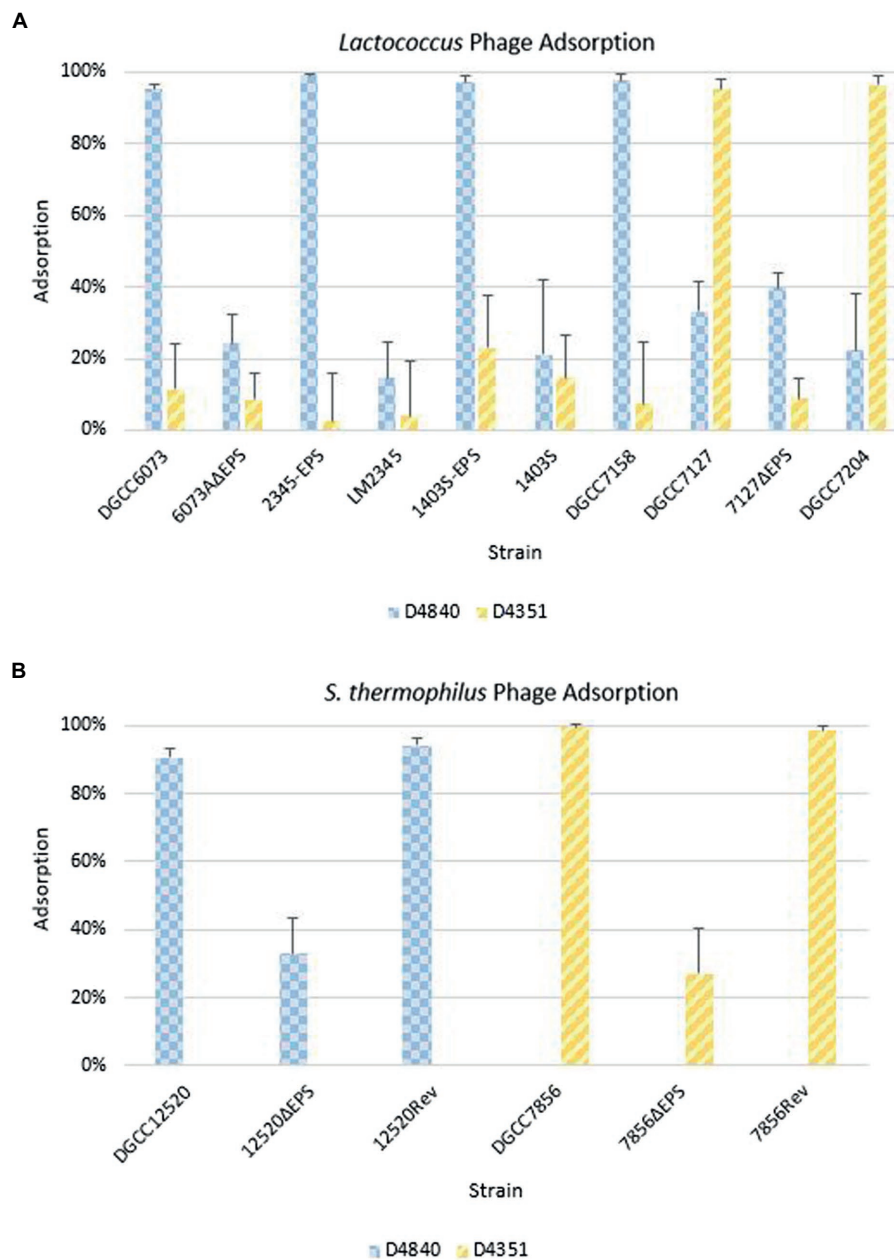 A
Lactococcus Phage Adsorption
100%
80%
60%
40%
20%
0%
Adsorption
DGCC6073
6073AΔEPS
2345-EPS
LM2345
1403S-EPS
1403S
DGCC7158
DGCC7127
7127ΔEPS
DGCC7204
Strain
D4840 D4351
B
S. thermophilus Phage Adsorption
100%
80%
60%
40%
20%
0%
Adsorption
DGCC12520
12520ΔEPS
12520Rev
DGCC7856
7856ΔEPS
7856Rev
Strain
D4840 D4351